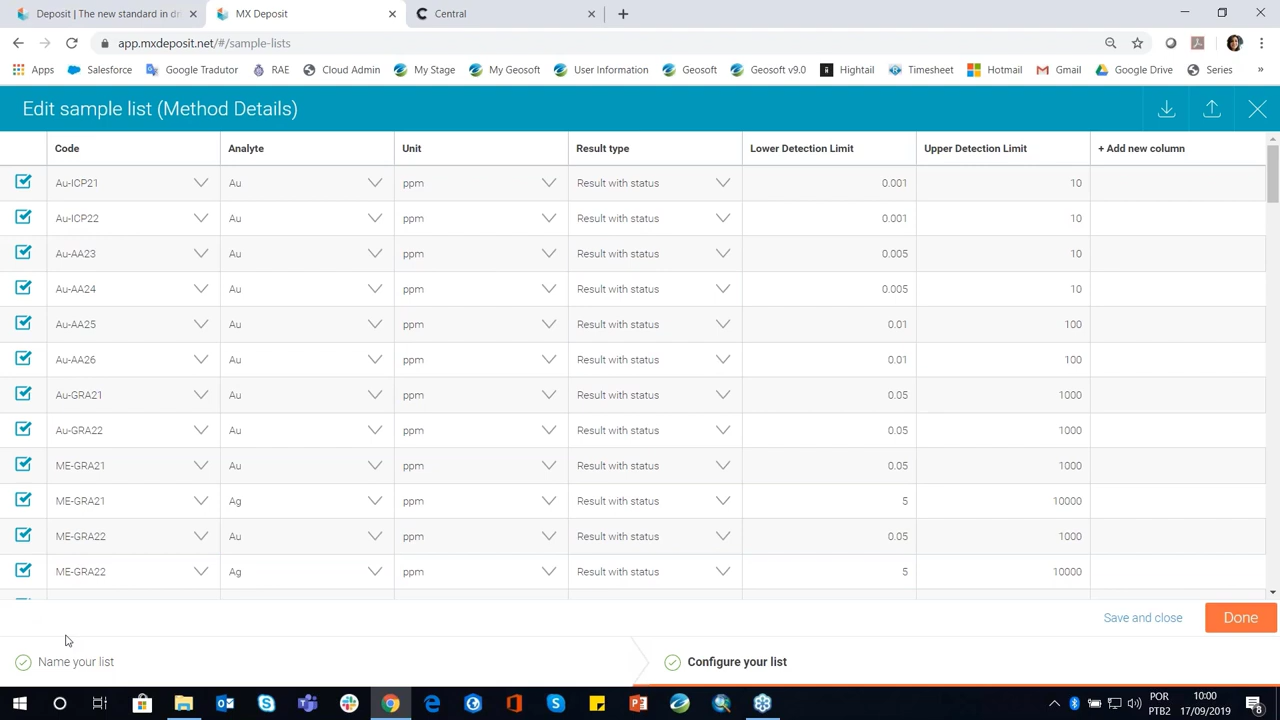 Deposit | The new standard in dr
MX Deposit
Central
app.mxdeposit.net/#/sample-lists
Apps Salesforce Google Tradutor RAE Cloud Admin My Stage My Geosoft User Information Geosoft Geosoft v9.0 Hightail Timesheet Hotmail Gmail Google Drive Series »
Edit sample list (Method Details)
Code Analyte Unit Result type Lower Detection Limit Upper Detection Limit + Add new column
Au-ICP21 Au ppm Result with status 0.001 10
Au-ICP22 Au ppm Result with status 0.001 10
Au-AA23 Au ppm Result with status 0.005 10
Au-AA24 Au ppm Result with status 0.005 10
Au-AA25 Au ppm Result with status 0.01 100
Au-AA26 Au ppm Result with status 0.01 100
Au-GRA21 Au ppm Result with status 0.05 1000
Au-GRA22 Au ppm Result with status 0.05 1000
ME-GRA21 Au ppm Result with status 0.05 1000
ME-GRA21 Ag ppm Result with status 5 10000
ME-GRA22 Au ppm Result with status 0.05 1000
ME-GRA22 Ag ppm Result with status 5 10000
Save and close Done
Name your list Configure your list
POR 10:00
PTB2 17/09/2019 8